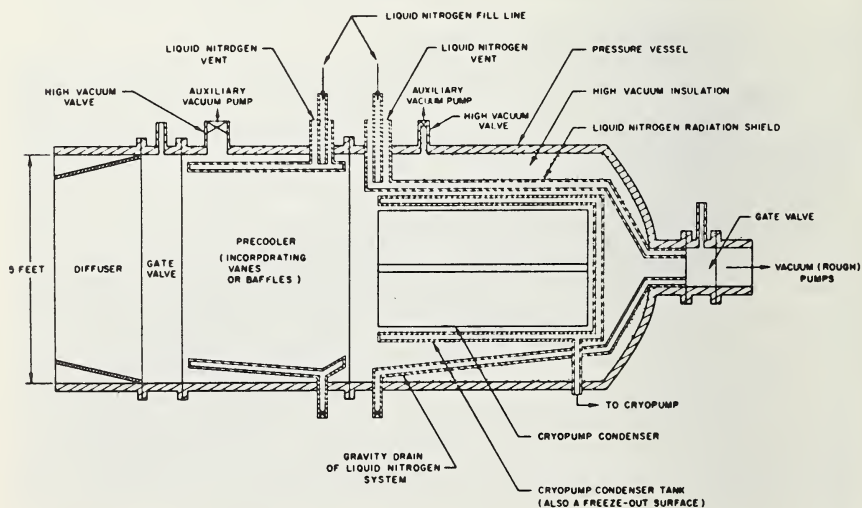 LIQUID NITROGEN FILL LINE
LIQUID NITROGEN
VENT
LIQUID NITROGEN
VENT
PRESSURE VESSEL
HIGH VACUUM
VALVE
AUXILIARY
VACUUM PUMP
AUXILIARY
VACUUM PUMP
HIGH VACUUM
VALVE
HIGH VACUUM INSULATION
LIQUID NITROGEN RADIATION SHIELD
GATE VALVE
9 FEET
DIFFUSER
GATE
VALVE
PRECOOLER
(INCORPORATING
VANES
OR BAFFLES)
VACUUM (ROUGH)
PUMPS
TO CRYOPUMP
CRYOPUMP CONDENSER
GRAVITY DRAIN
OF LIQUID NITROGEN
SYSTEM
CRYOPUMP CONDENSER TANK
(ALSO A FREEZE-OUT SURFACE)